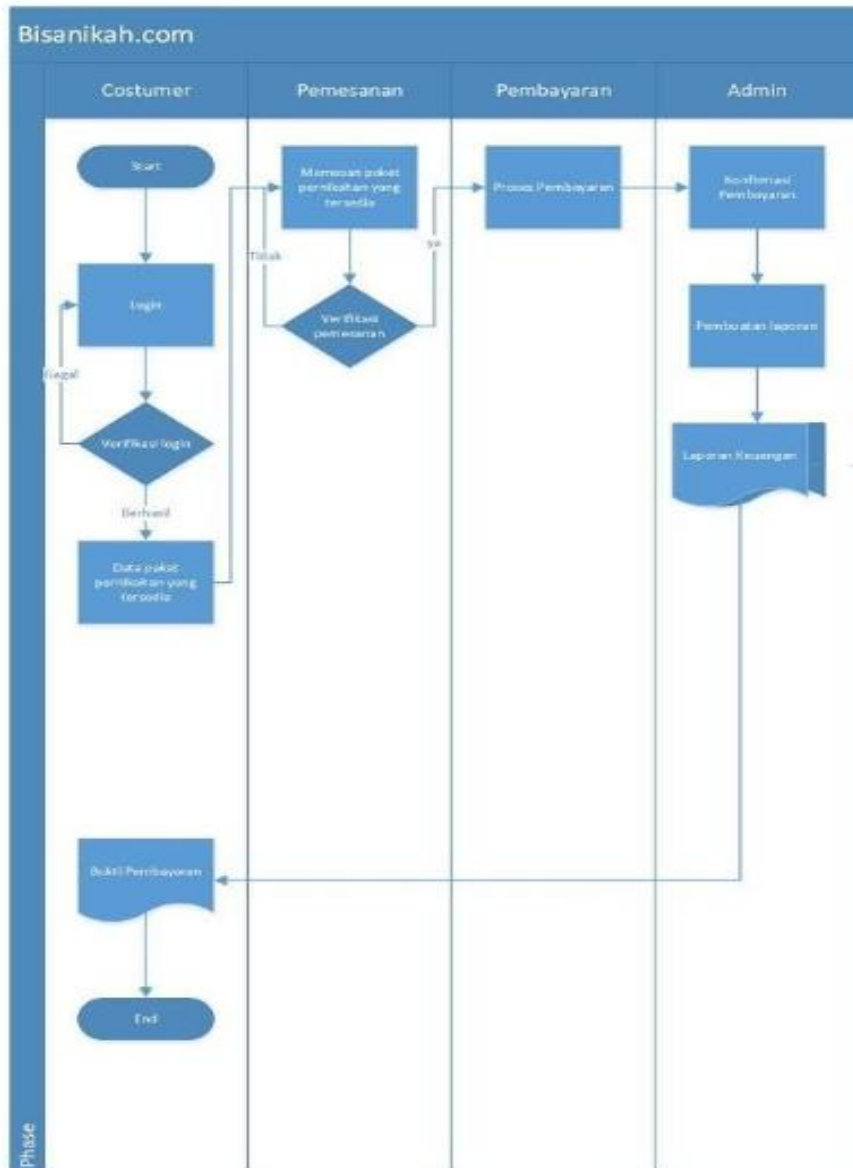 Bisanikah.com
Costumer
Pemesanan
Pembayaran
Admin
Start
Login
Gagal
Verifikasi login
Berhasil
Data paket
pernikahan yang
tersedia
Memesan paket
pernikahan yang
tersedia
Tidak
ya
Verifikasi
pemesanan
Proses Pembayaran
Konfirmasi
Pembayaran
Pembuatan laporan
Laporan Keuangan
Bukti Pembayaran
End
Phase